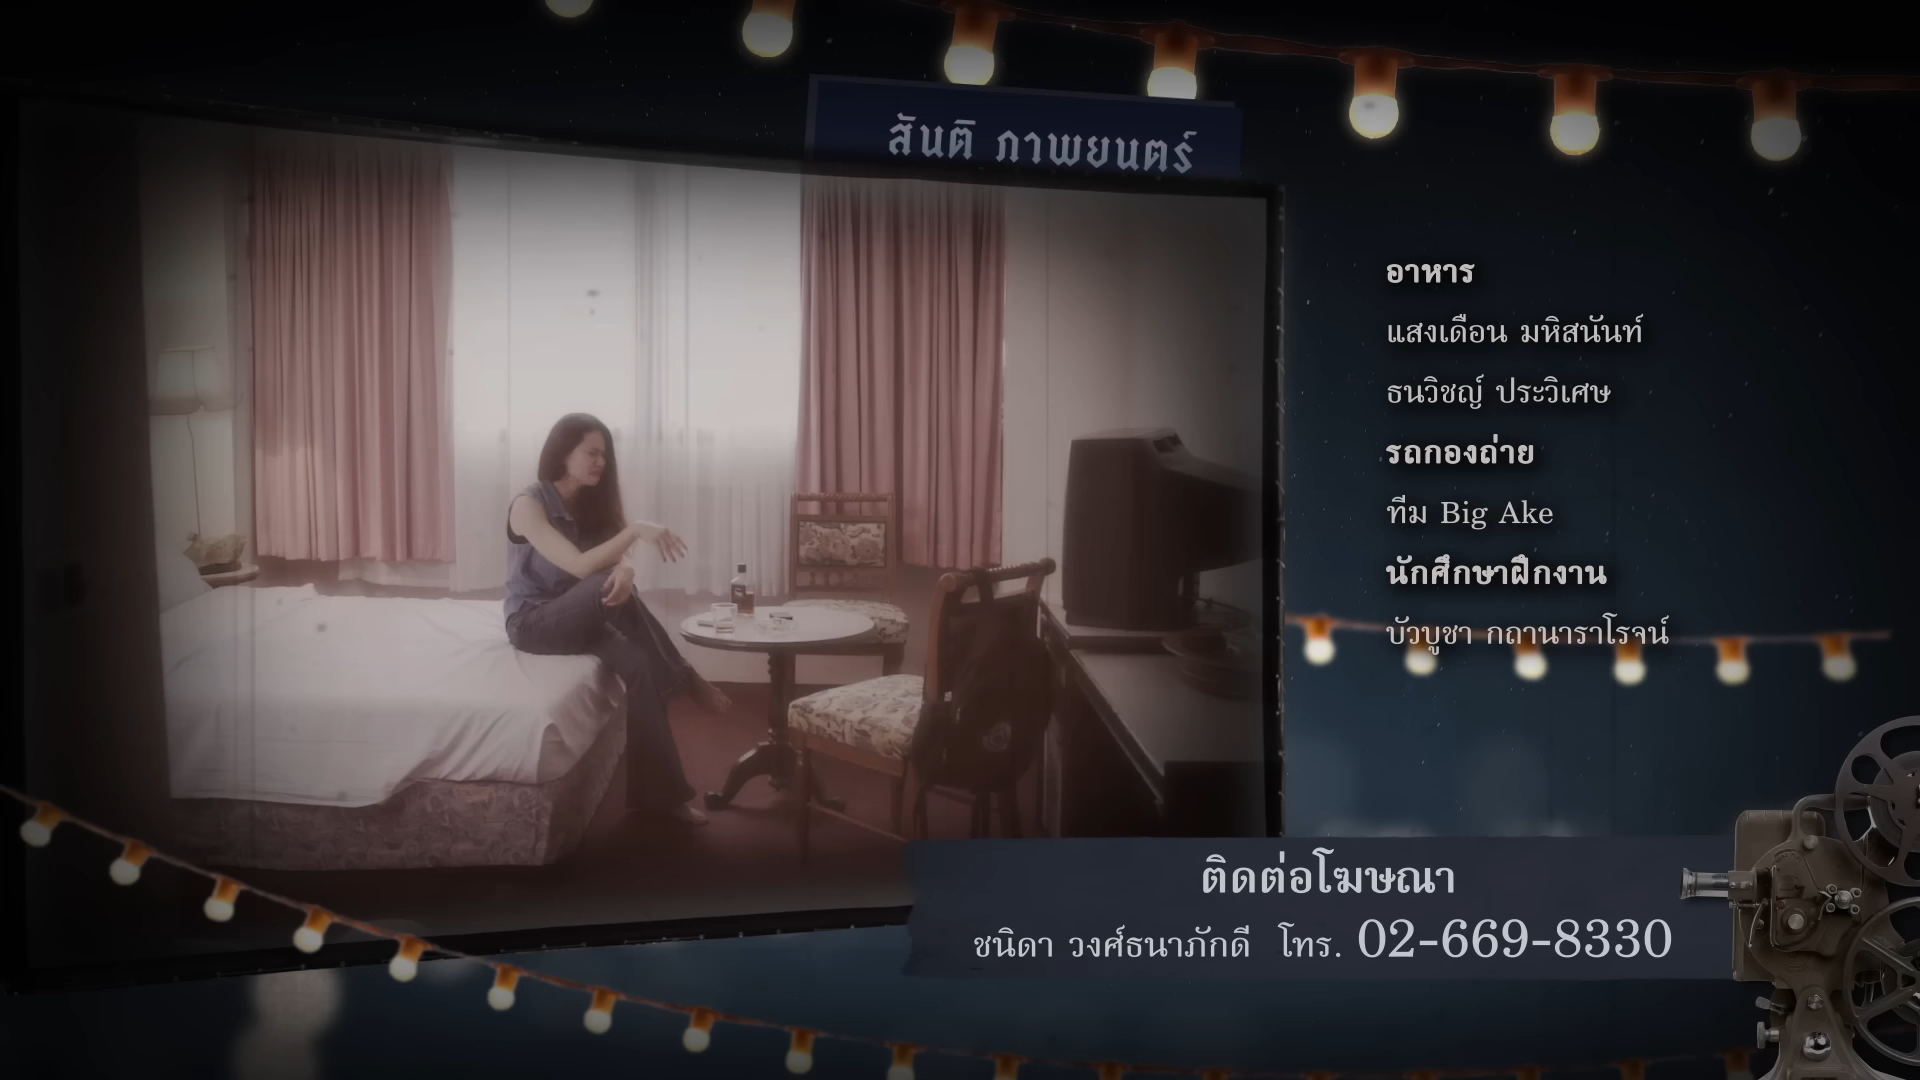 สันติ ภาพยนตร์
อาหาร
แสงเดือน มหิสนันท์
ธนวิชญ์ ประวิเศษ
รถกองถ่าย
ทีม Big Ake
นักศึกษาฝึกงาน
บัวบูชา กฤานาราโรจน์
ติดต่อโฆษณา
ชนิดา วงศ์ธนาภักดี โทร. 02-669-8330